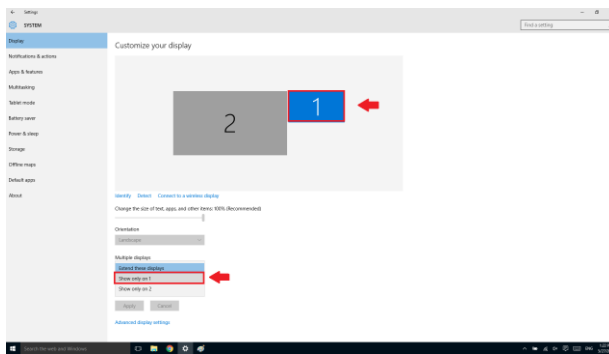 Settings
SYSTEM
Find a setting
Display
Notifications & actions
Apps & features
Multitasking
Tablet mode
Battery saver
Power & sleep
Storage
Offline maps
Default apps
About
Customize your display
2
1
Identify Detect Connect to a wireless display
Change the size of text, apps, and other items: 100% (Recommended)
Orientation
Landscape
Multiple displays
Extend these displays
Show only on 1
Show only on 2
Apply Cancel
Advanced display settings
Search the web and Windows